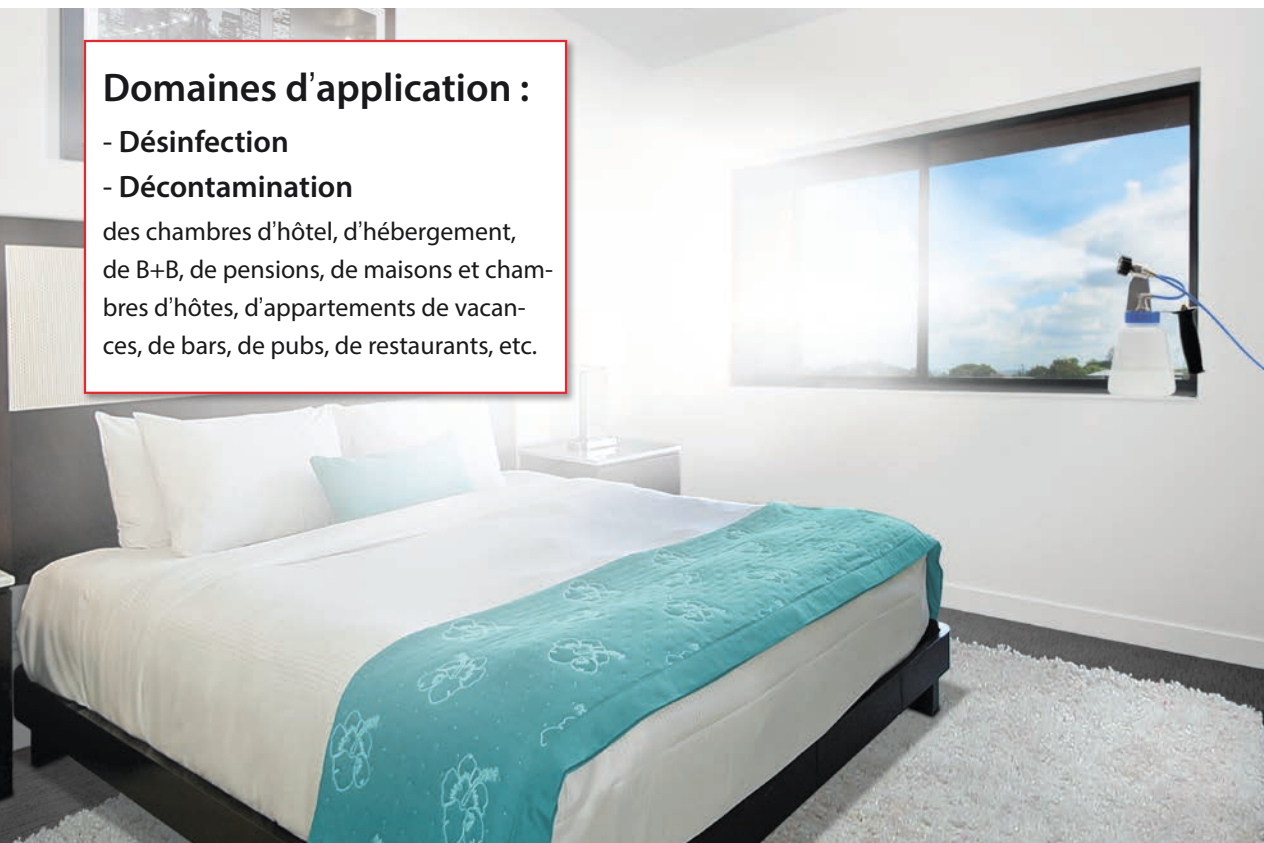 Domaines d'application :
- Désinfection
- Décontamination
des chambres d'hôtel, d'hébergement,
de B+B, de pensions, de maisons et cham-
bres d'hôtes, d'appartements de vacan-
ces, de bars, de pubs, de restaurants, etc.